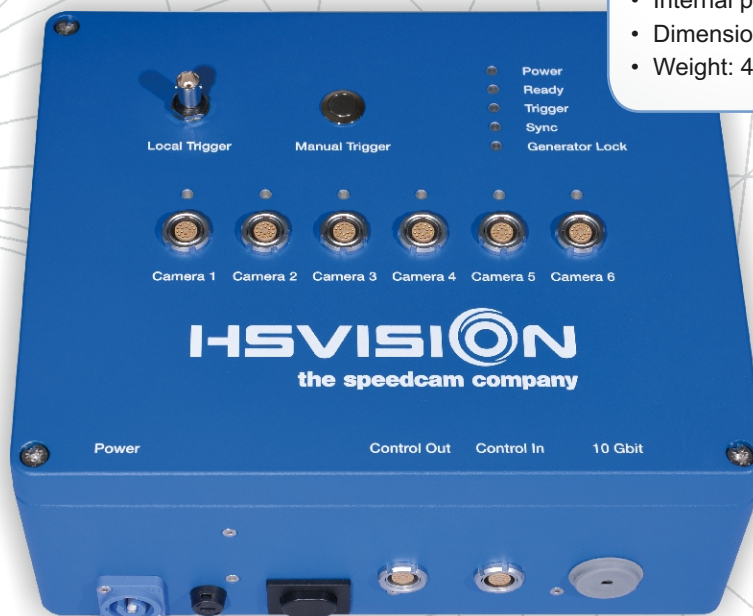 • Internal p
• Dimensio
• Weight: 4
Power
Ready
Trigger
Sync
Generator Lock
Local Trigger
Manual Trigger
Camera 1
Camera 2
Camera 3
Camera 4
Camera 5
Camera 6
HSVISION
the speedcam company
Power
Control Out
Control In
10 Gbit